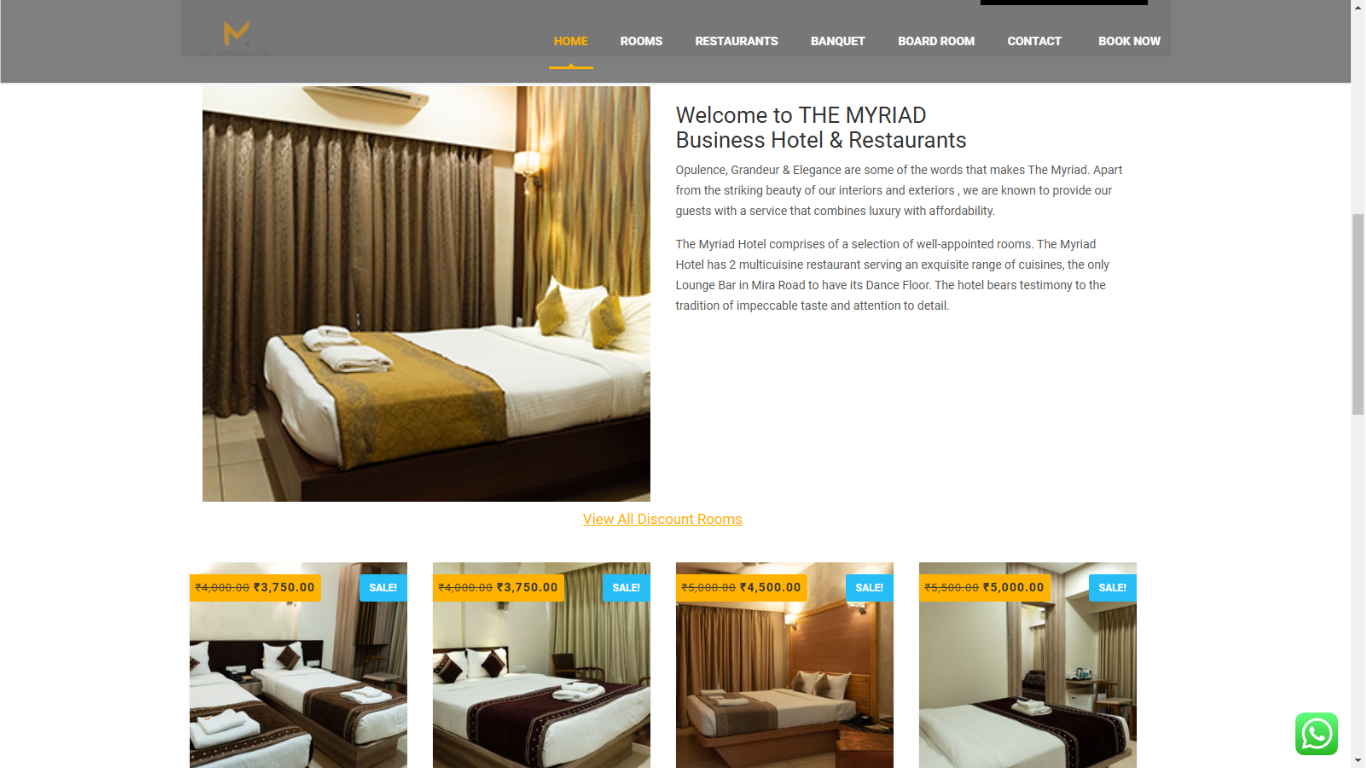 THE MYRIAD HOTEL
HOME ROOMS RESTAURANTS BANQUET BOARD ROOM CONTACT BOOK NOW
Welcome to THE MYRIAD
Business Hotel & Restaurants
Opulence, Grandeur & Elegance are some of the words that makes The Myriad. Apart
from the striking beauty of our interiors and exteriors , we are known to provide our
guests with a service that combines luxury with affordability.
The Myriad Hotel comprises of a selection of well-appointed rooms. The Myriad
Hotel has 2 multicuisine restaurant serving an exquisite range of cuisines, the only
Lounge Bar in Mira Road to have its Dance Floor. The hotel bears testimony to the
tradition of impeccable taste and attention to detail.
View All Discount Rooms
₹4,000.00 ₹3,750.00 SALE!
₹4,000.00 ₹3,750.00 SALE!
₹5,000.00 ₹4,500.00 SALE!
₹5,500.00 ₹5,000.00 SALE!